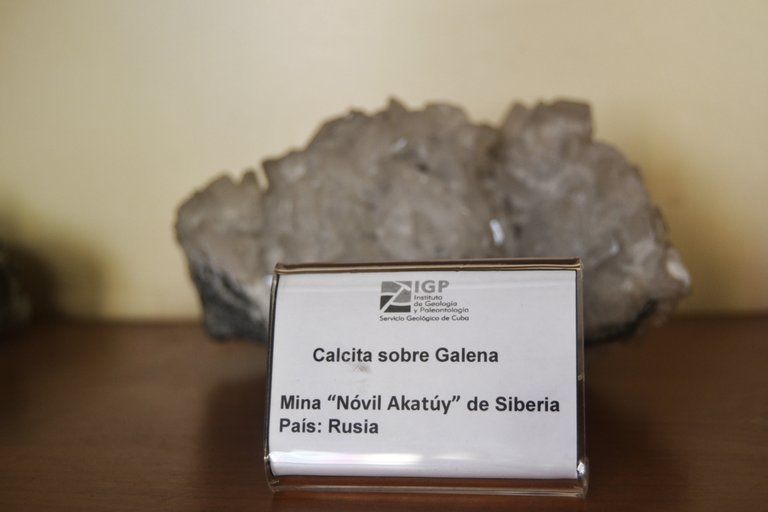 IGP
Instituto
de Geología
y Paleontología
Servicio Geológico de Cuba
Calcita sobre Galena
Mina “Nóvil Akatúy” de Siberia
País: Rusia